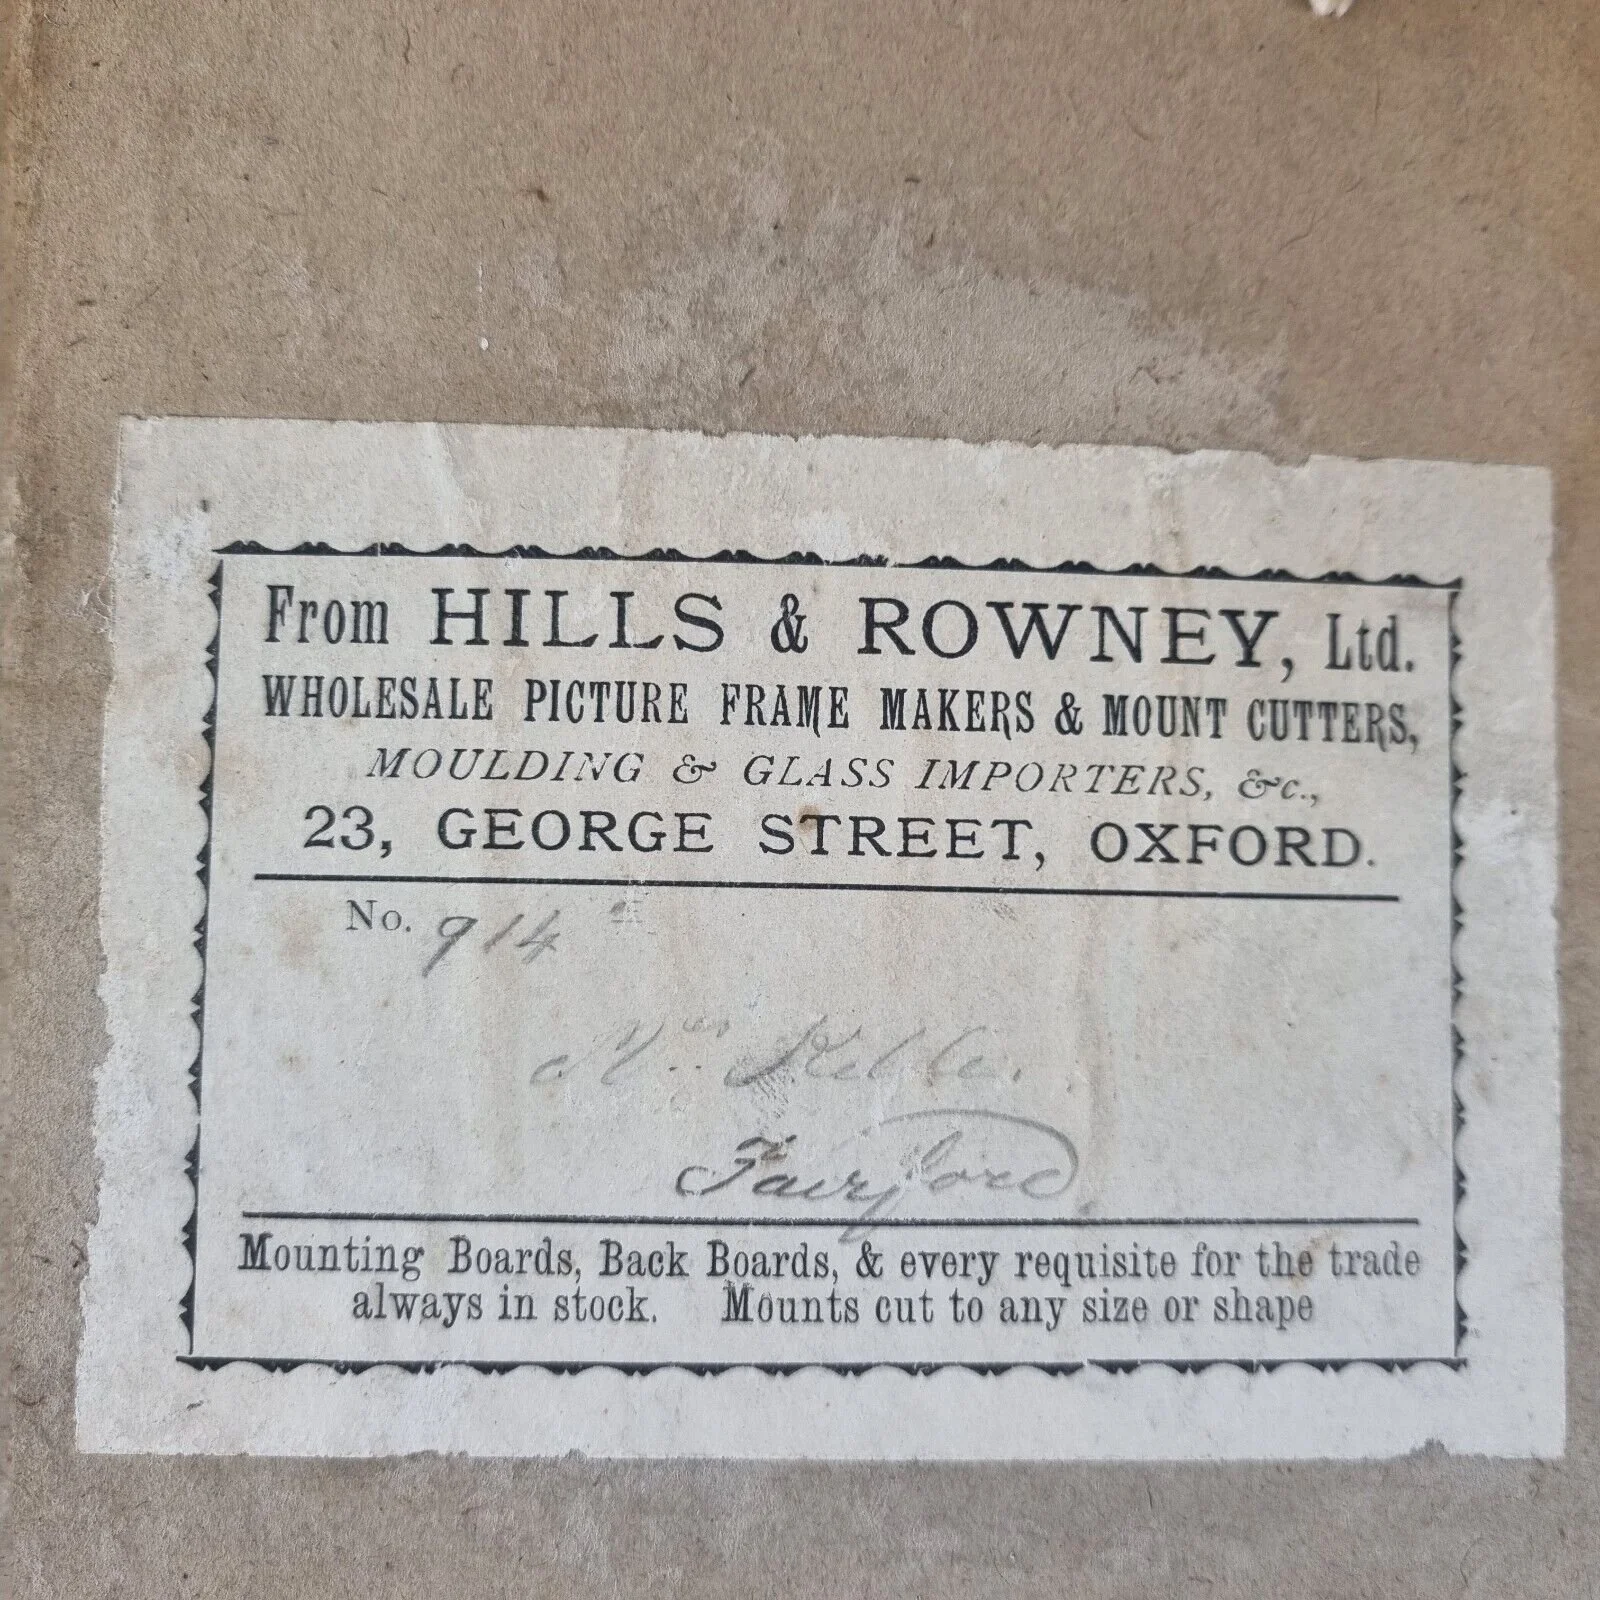 From HILLS & ROWNEY, Ltd.
WHOLESALE PICTURE FRAME MAKERS & MOUNT CUTTERS,
MOULDING & GLASS IMPORTERS, &c.,
23, GEORGE STREET, OXFORD.
No. 914
Keble.
Fairford.
Mounting Boards, Back Boards, & every requisite for the trade
always in stock. Mounts cut to any size or shape